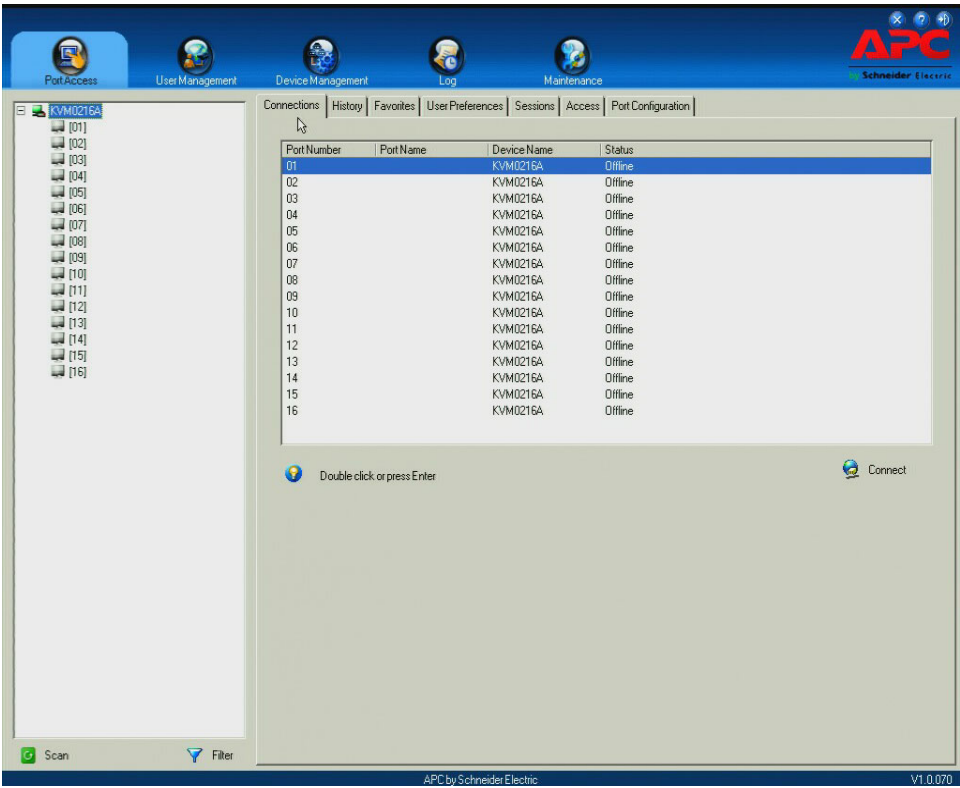 APC
by Schneider Electric
Port Access User Management Device Management Log Maintenance
KVM0216A
[01]
[02]
[03]
[04]
[05]
[06]
[07]
[08]
[09]
[10]
[11]
[12]
[13]
[14]
[15]
[16]
Scan Filter
Connections History Favorites User Preferences Sessions Access Port Configuration
Port Number Port Name Device Name Status
01 KVM0216A Offline
02 KVM0216A Offline
03 KVM0216A Offline
04 KVM0216A Offline
05 KVM0216A Offline
06 KVM0216A Offline
07 KVM0216A Offline
08 KVM0216A Offline
09 KVM0216A Offline
10 KVM0216A Offline
11 KVM0216A Offline
12 KVM0216A Offline
13 KVM0216A Offline
14 KVM0216A Offline
15 KVM0216A Offline
16 KVM0216A Offline
Double click or press Enter Connect
APC by Schneider Electric V1.0.070